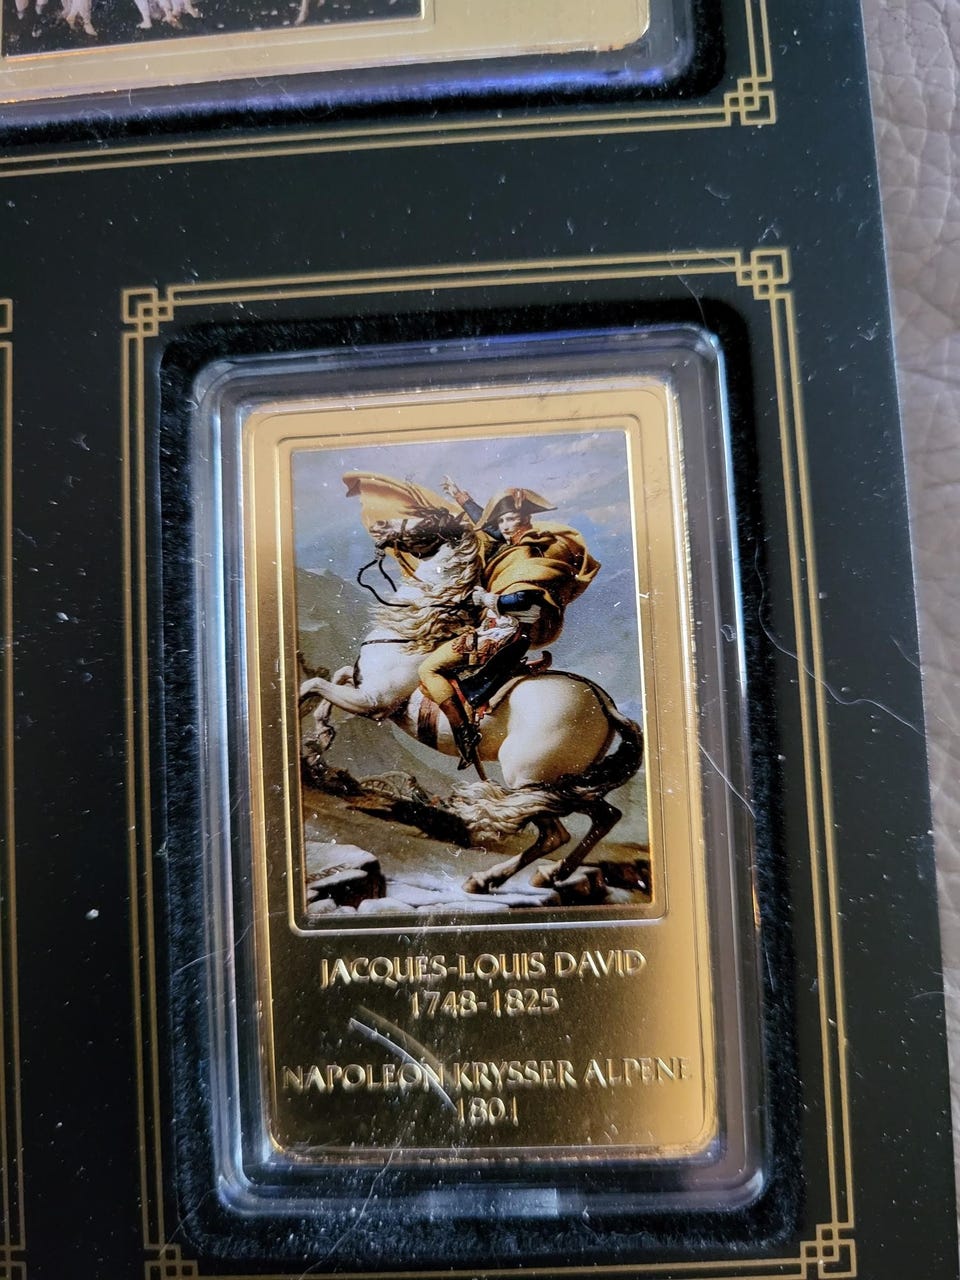 JACQUES-LOUIS DAVID
1748-1825
NAPOLEON KRYSSER ALPENE
1801